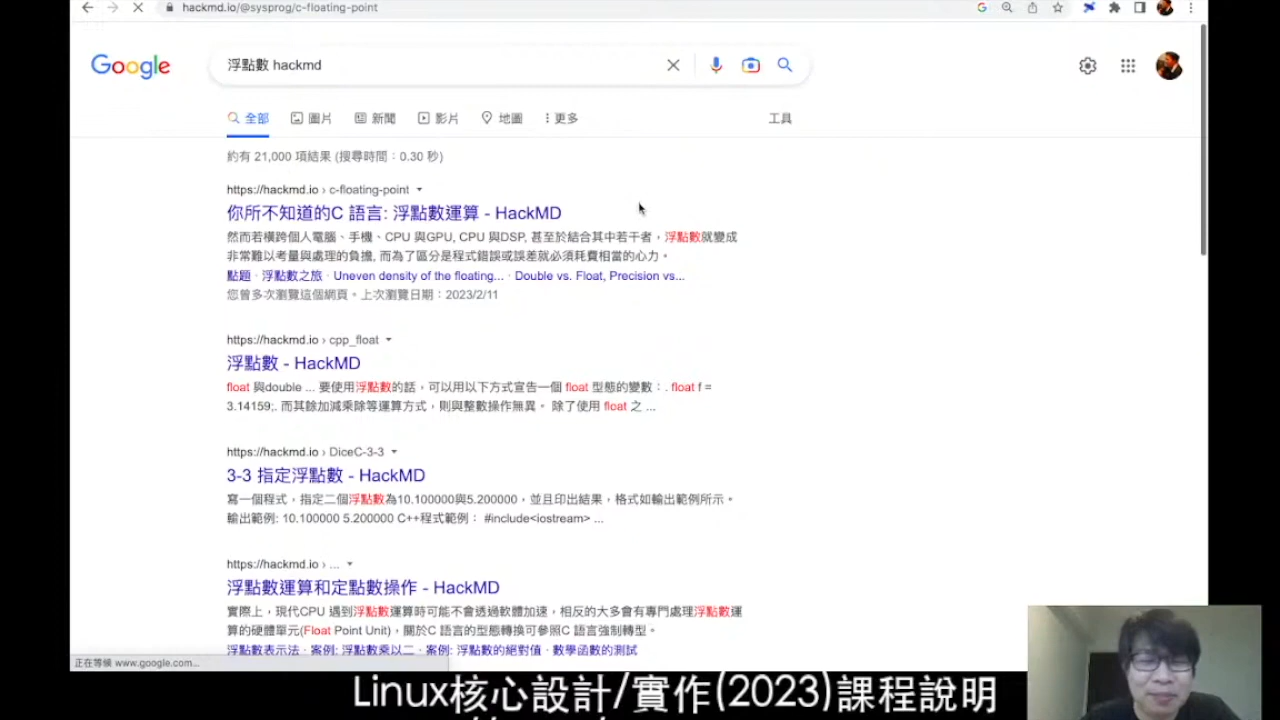 hackmd.io/@sysprog/c-floating-point
Google
浮點數 hackmd
全部
圖片
新聞
影片
地圖
更多
工具
約有 21,000 項結果 (搜尋時間：0.30 秒)
https://hackmd.io › c-floating-point
你所不知道的C 語言: 浮點數運算 - HackMD
然而若橫跨個人電腦、手機、CPU 與GPU, CPU 與DSP, 甚至於結合其中若干者，浮點數就變成
非常難以考量與處理的負擔, 而為了區分是程式錯誤或誤差就必須耗費相當的心力。
點題 · 浮點數之旅 · Uneven density of the floating... · Double vs. Float, Precision vs...
您曾多次瀏覽這個網頁。上次瀏覽日期：2023/2/11
https://hackmd.io › cpp_float
浮點數 - HackMD
float 與double ... 要使用浮點數的話，可以用以下方式宣告一個 float 型態的變數：. float f =
3.14159;. 而其餘加減乘除等運算方式，則與整數操作無異。 除了使用 float 之 ...
https://hackmd.io › DiceC-3-3
3-3 指定浮點數 - HackMD
寫一個程式，指定二個浮點數為10.100000與5.200000，並且印出結果，格式如輸出範例所示。
輸出範例: 10.100000 5.200000 C++程式範例： #include<iostream> ...
https://hackmd.io › ...
浮點數運算和定點數操作 - HackMD
實際上，現代CPU 遇到浮點數運算時可能不會透過軟體加速，相反的大多會有專門處理浮點數運
算的硬體單元(Float Point Unit)，關於C 語言的型態轉換可參照C 語言強制轉型。
浮點數表示法 · 案例: 浮點數乘以二 · 案例: 浮點數的絕對值 · 數學函數的測試
正在等候 www.google.com...
Linux核心設計/實作(2023)課程說明